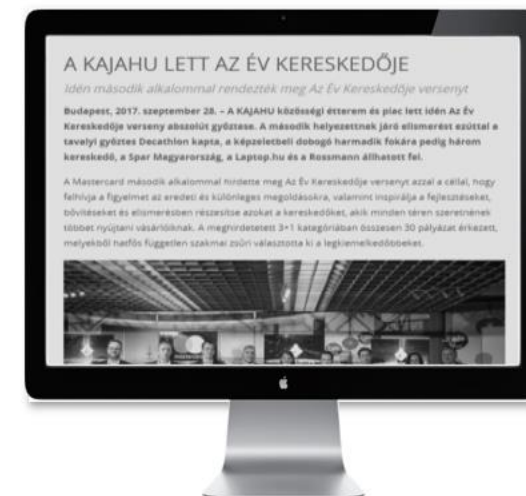 A KAJAHU LETT AZ ÉV KERESKEDŐJE
Idén második alkalommal rendezték meg Az Év Kereskedője versenyt
Budapest, 2017. szeptember 28. – A KAJAHU közösségi étterem és piac lett idén Az Év
Kereskedője verseny abszolút győztese. A második helyezettnek járó elismerést ezúttal a
tavalyi győztes Decathlon kapta, a képzeletbeli dobogó harmadik fokára pedig három
kereskedő, a Spar Magyarország, a Laptop.hu és a Rossmann állhatott fel.
A Mastercard második alkalommal hirdette meg Az Év Kereskedője versenyt azzal a céllal, hogy
felhívja a figyelmet az eredeti és különleges megoldásokra, valamint inspirálja a fejlesztéseket,
bővítéseket és elismerésben részesítse azokat a kereskedőket, akik minden téren szeretnének
többet nyújtani vásárlóiknak. A meghirdetett 3+1 kategóriában összesen 30 pályázat érkezett,
melyekből hatfős független szakmai zsűri választotta ki a legkiemelkedőbbeket.